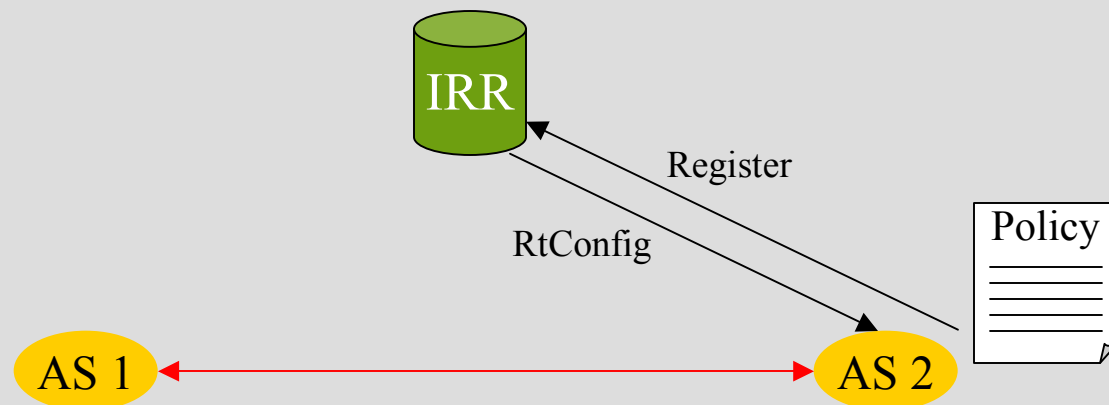 IRR
Register
Policy
RtConfig
AS 1
AS 2